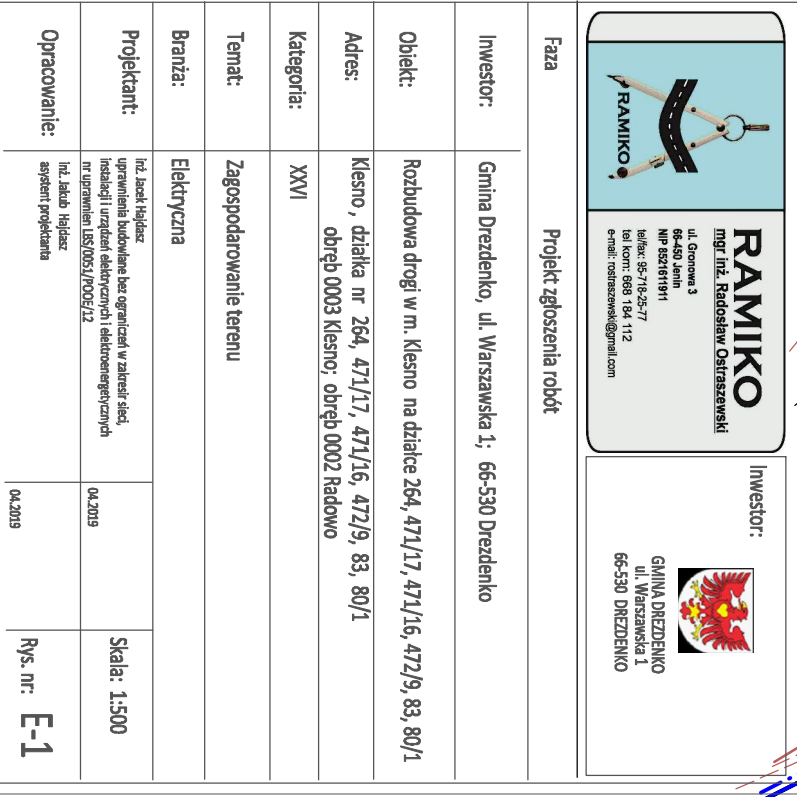 RAMIKO
RAMIKO
mgr inż. Radosław Ostraszewski
ul. Gronowa 3
66-450 Jenin
NIP 8521611911
tel/fax: 95-718-25-77
tel kom: 668 184 112
e-mail: rostraszewski@gmail.com
Inwestor:
GMINA DREZDENKO
ul. Warszawska 1
66-530 DREZDENKO
Faza Projekt zgłoszenia robót
Inwestor: Gmina Drezdenko, ul. Warszawska 1; 66-530 Drezdenko
Obiekt: Rozbudowa drogi w m. Klesno na działce 264, 471/17, 471/16, 472/9, 83, 80/1
Adres: Klesno , działka nr 264, 471/17, 471/16, 472/9, 83, 80/1
obręb 0003 Klesno; obręb 0002 Radowo
Kategoria: XXVI
Temat: Zagospodarowanie terenu
Branża: Elektryczna
Projektant: inż. Jacek Hajdasz
uprawnienia budowlane bez ograniczeń w zakresir sieci,
instalacji i urządzeń elektrycznych i elektroenergetycznych
nr uprawnien LBS/0051/POOE/12
04.2019
Skala: 1:500
Opracowanie: inż. Jakub Hajdasz
asystent projektanta
04.2019
Rys. nr: E-1